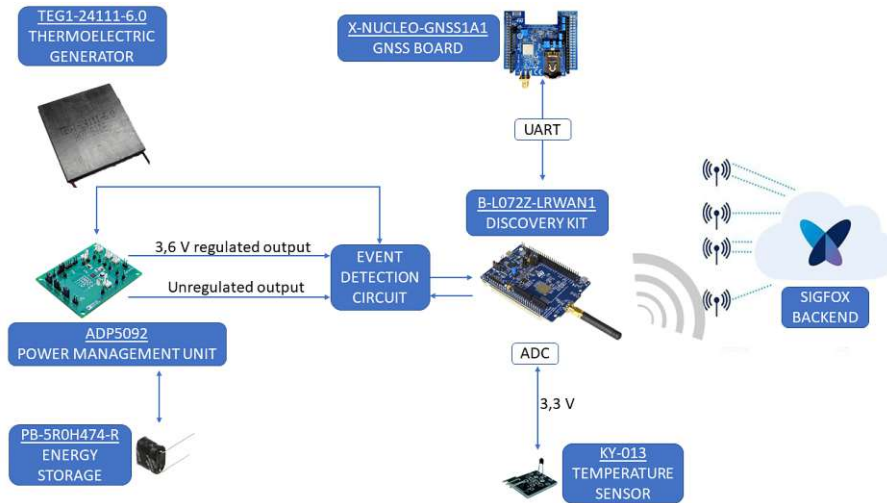 TEG1-24111-6.0
THERMOELECTRIC
GENERATOR
X-NUCLEO-GNSS1A1
GNSS BOARD
UART
B-L072Z-LRWAN1
DISCOVERY KIT
3,6 V regulated output
Unregulated output
EVENT
DETECTION
CIRCUIT
SIGFOX
BACKEND
ADP5092
POWER MANAGEMENT UNIT
ADC
3,3 V
PB-5R0H474-R
ENERGY
STORAGE
KY-013
TEMPERATURE
SENSOR